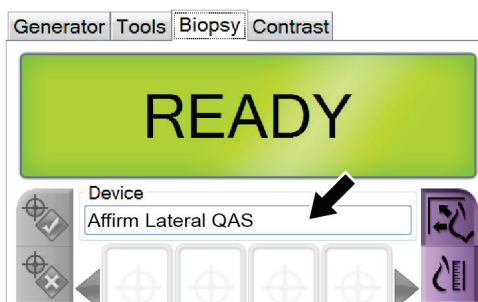 Generator Tools Biopsy Contrast
READY
Device
Affirm Lateral QAS